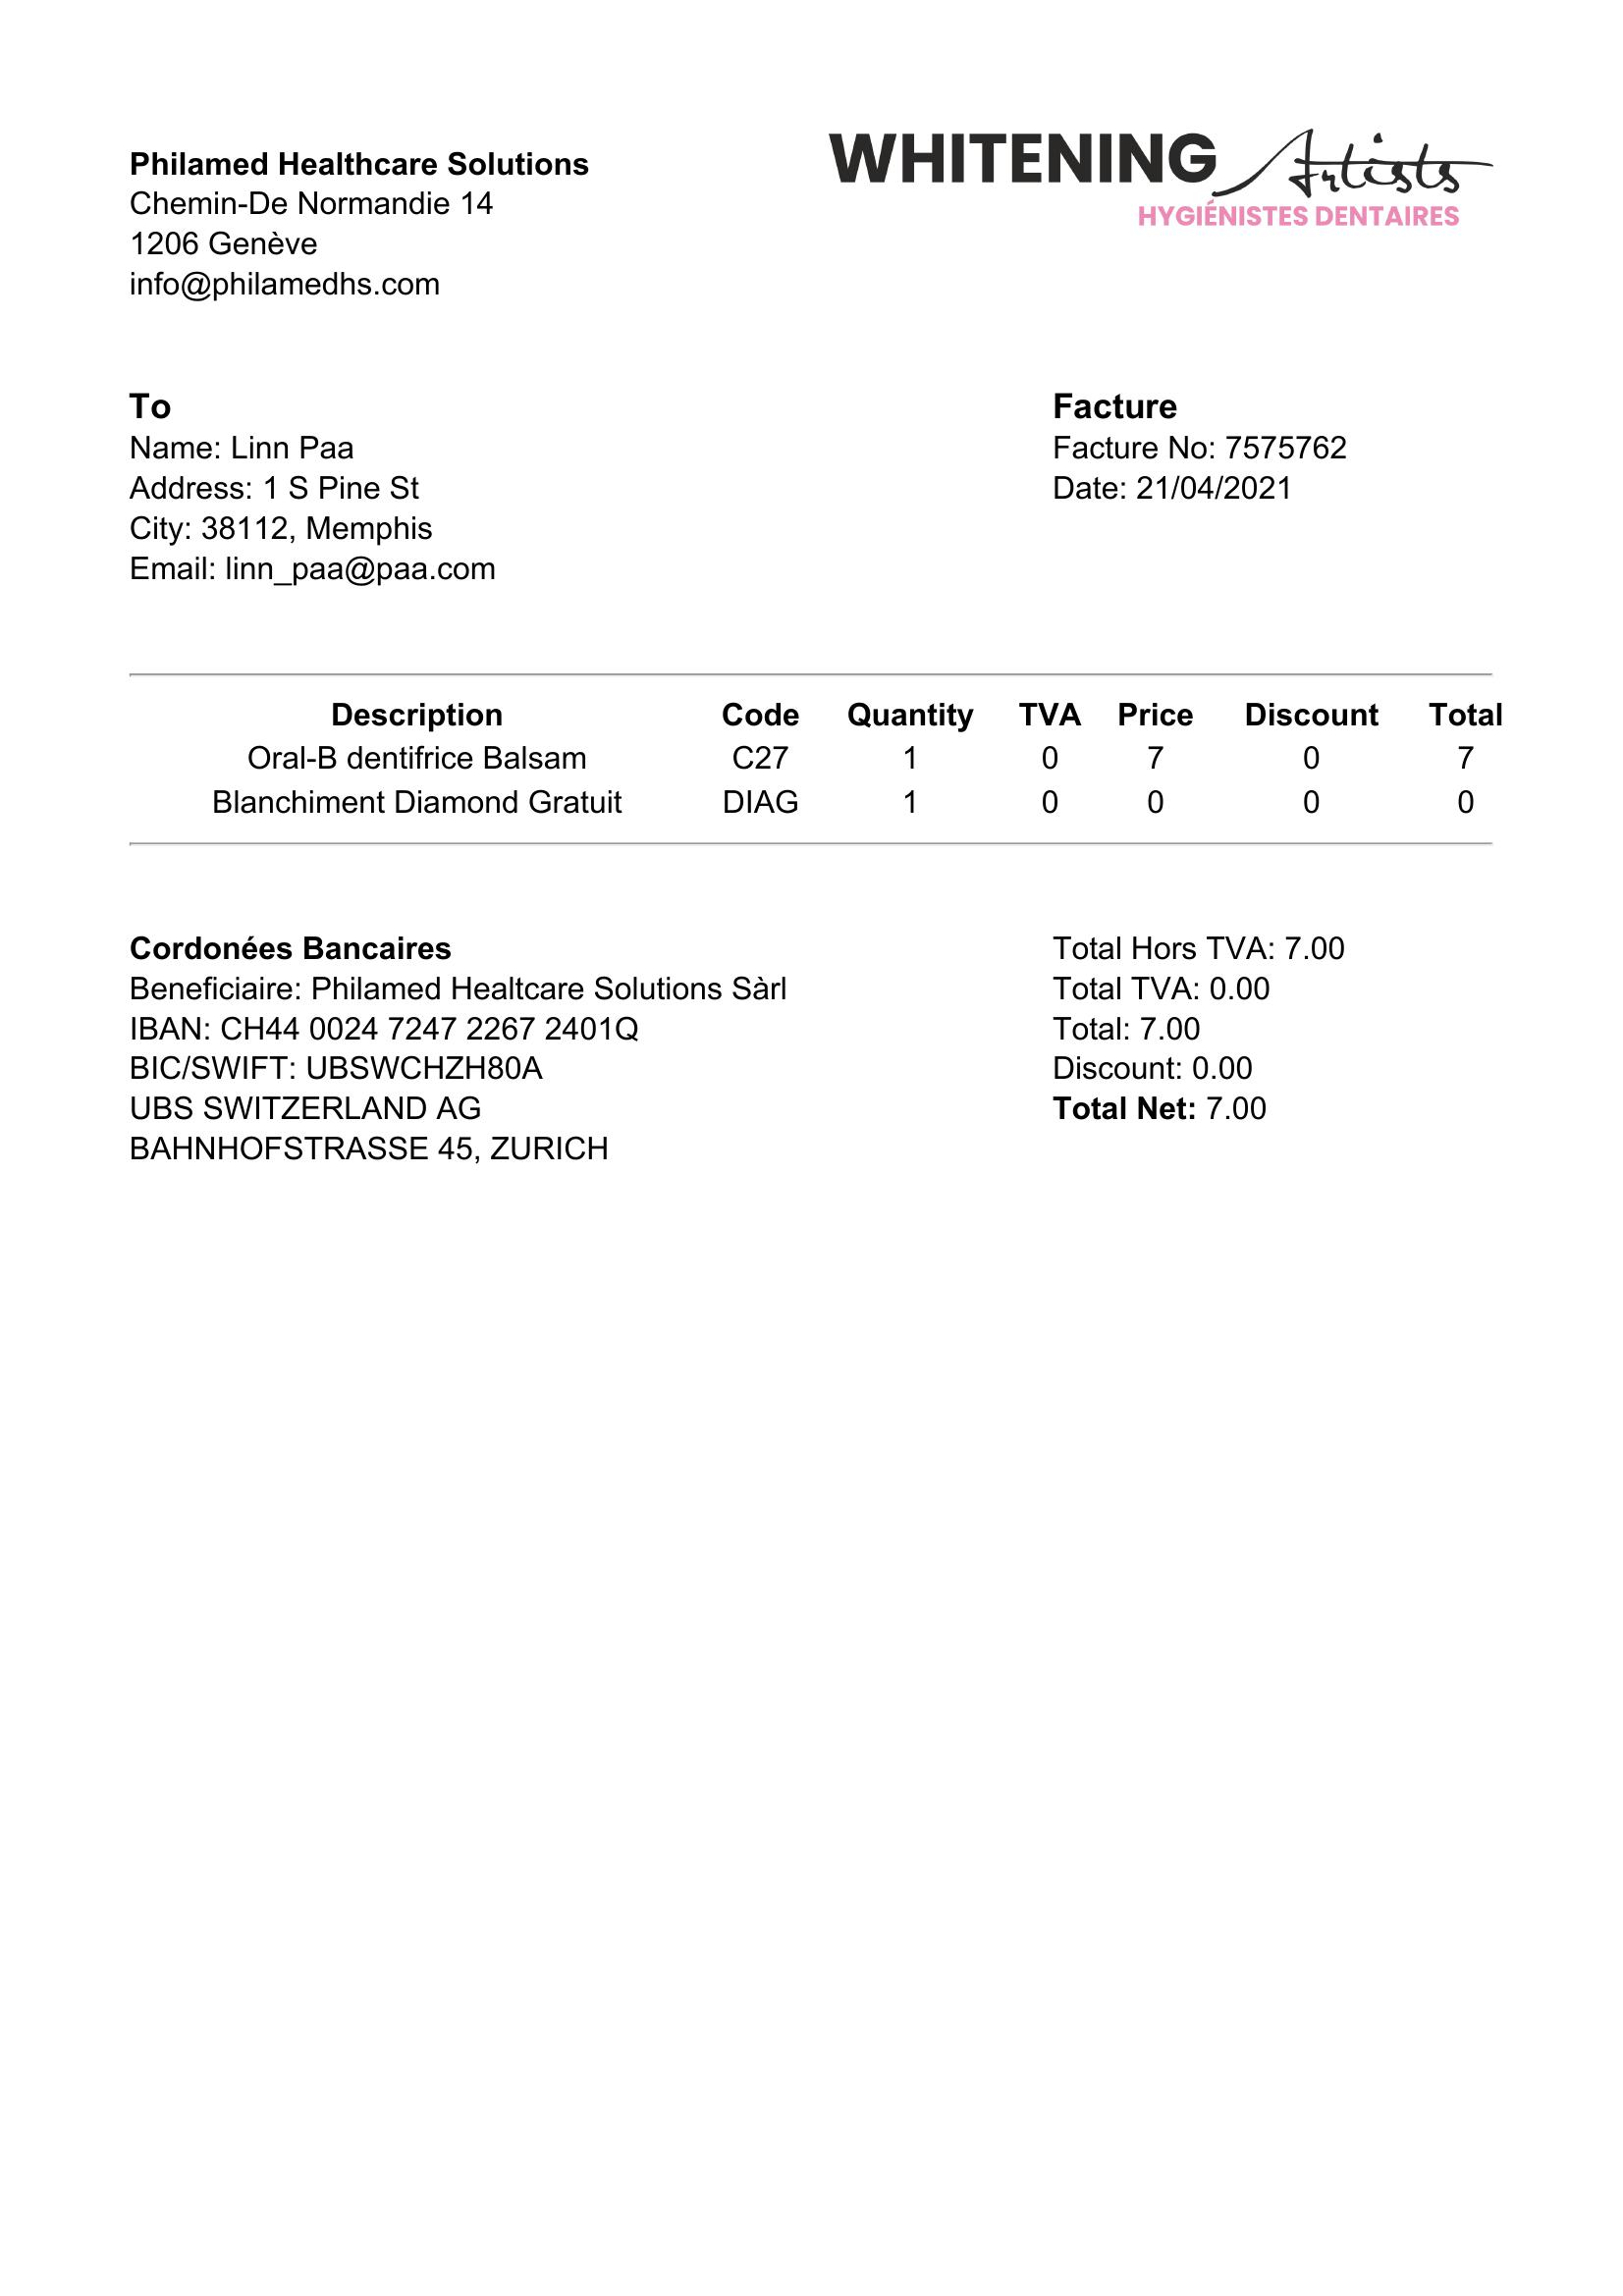 Philamed Healthcare Solutions
Chemin-De Normandie 14
1206 Genève
info@philamedhs.com
WHITENING Artists
HYGIÉNISTES DENTAIRES
To
Name: Linn Paa
Address: 1 S Pine St
City: 38112, Memphis
Email: linn_paa@paa.com
Facture
Facture No: 7575762
Date: 21/04/2021
Description Code Quantity TVA Price Discount Total
Oral-B dentifrice Balsam C27 1 0 7 0 7
Blanchiment Diamond Gratuit DIAG 1 0 0 0 0
Cordonées Bancaires
Beneficiaire: Philamed Healtcare Solutions Sàrl
IBAN: CH44 0024 7247 2267 2401Q
BIC/SWIFT: UBSWCHZH80A
UBS SWITZERLAND AG
BAHNHOFSTRASSE 45, ZURICH
Total Hors TVA: 7.00
Total TVA: 0.00
Total: 7.00
Discount: 0.00
Total Net: 7.00